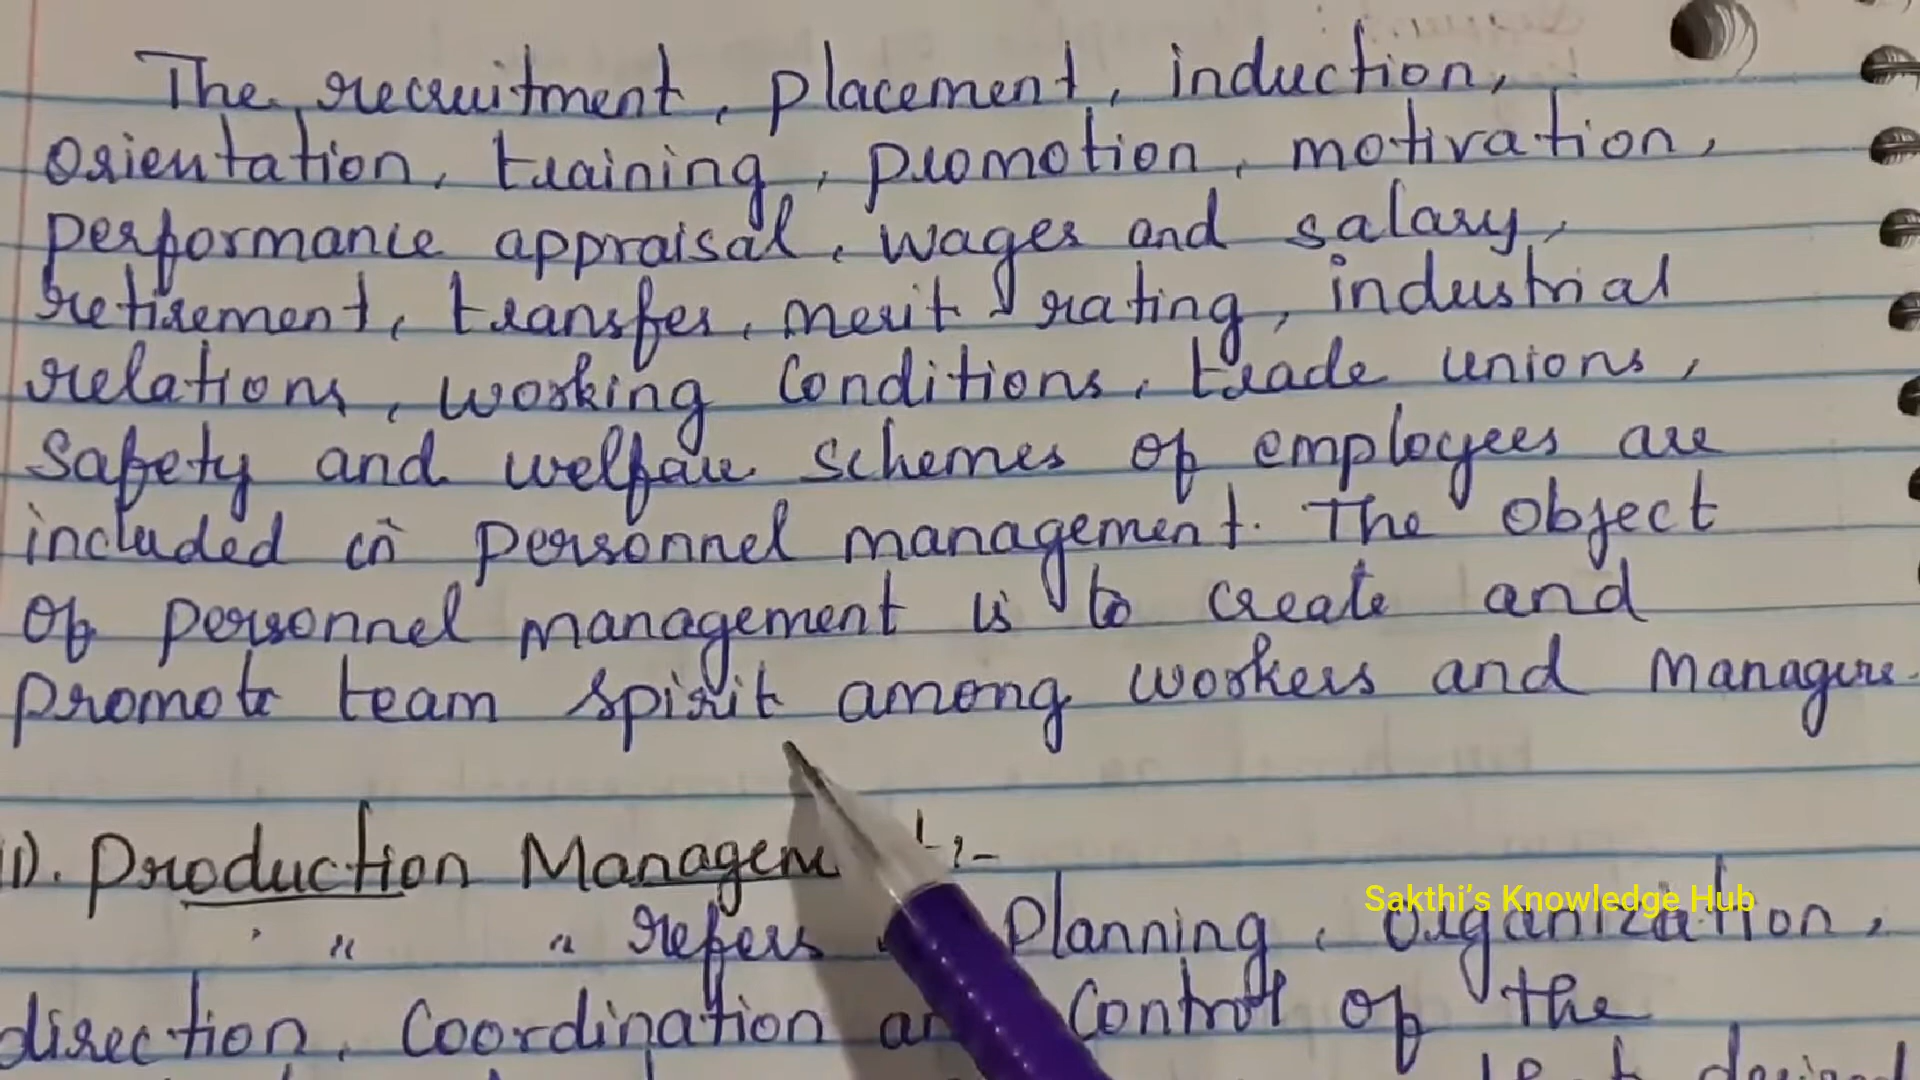 The recruitment, placement, induction,
orientation, training, promotion, motivation,
performance appraisal, wages and salary,
retirement, transfer, merit rating, industrial
relations, working conditions, trade unions,
safety and welfare schemes of employees are
included in personnel management. The object
of personnel management is to create and
promote team spirit among workers and
1). Production Managem t:-
" " " refers Planning, Organization,
Sakthi's Knowledge Hub
direction, Coordination an Control of the